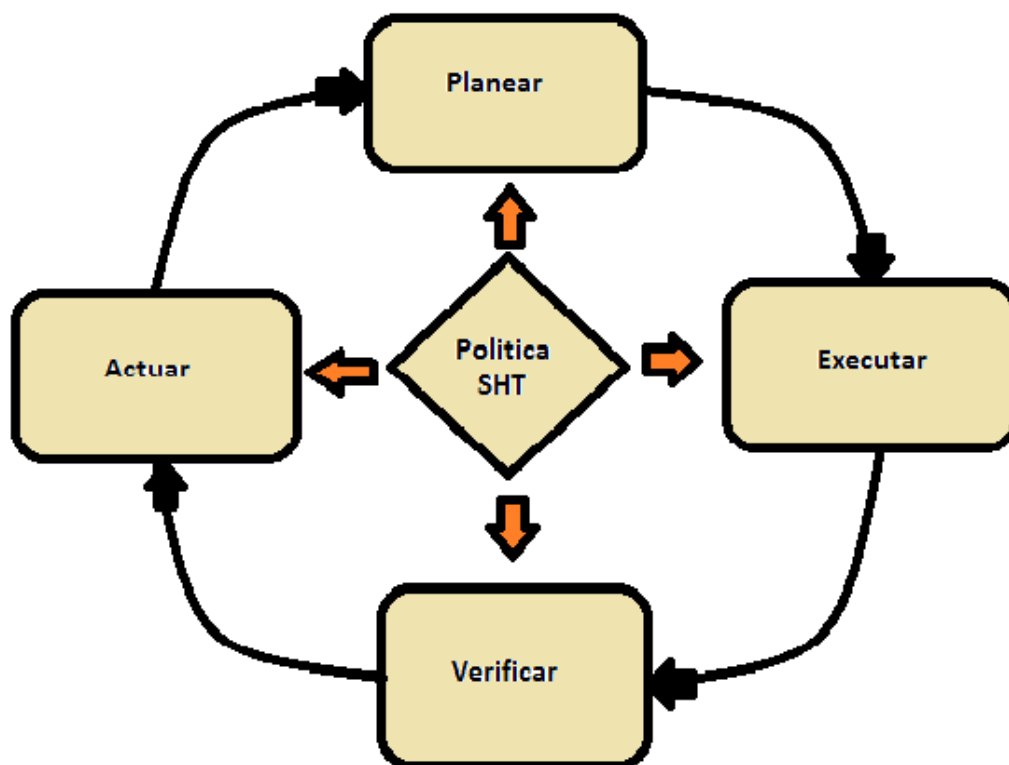 Planear
Actuar
Politica
SHT
Executar
Verificar